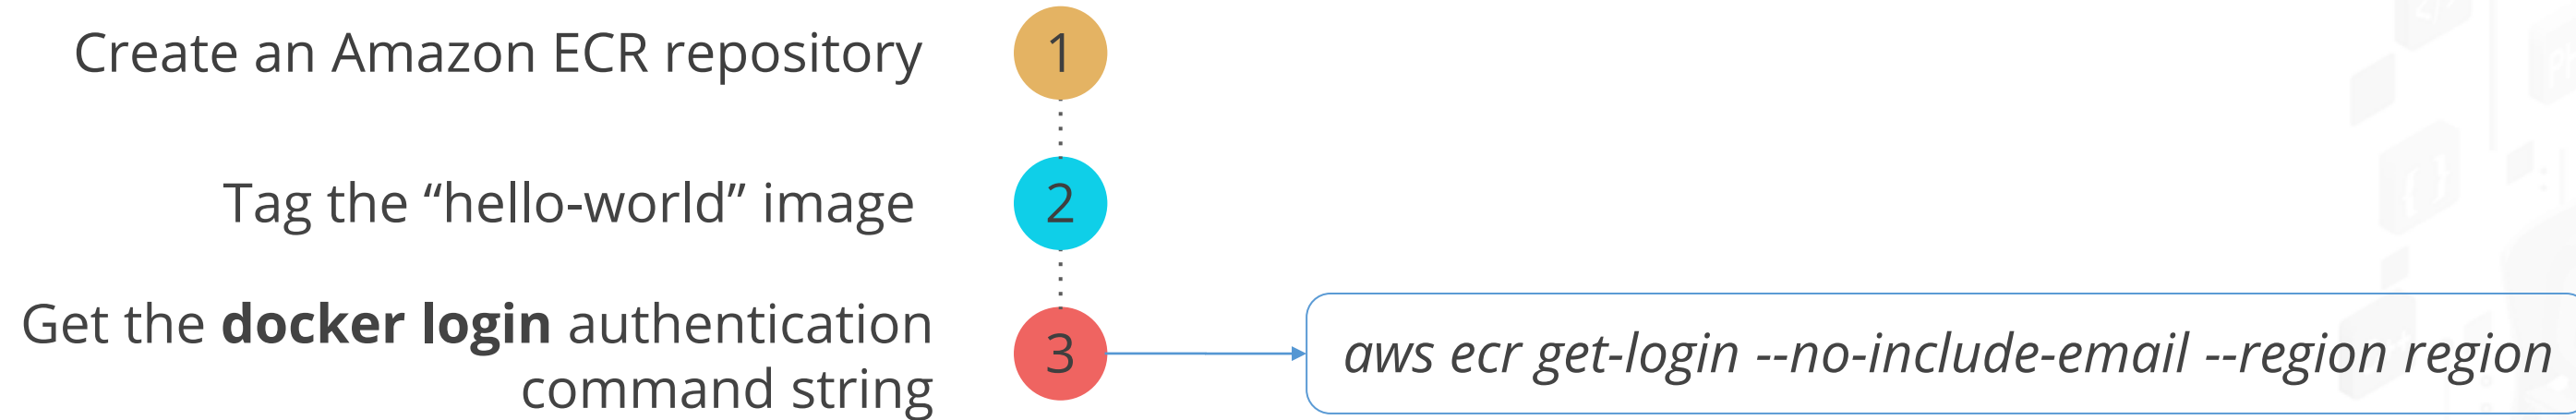 Create an Amazon ECR repository
1
Tag the “hello-world” image
2
Get the docker login authentication
command string
3
aws ecr get-login --no-include-email --region region